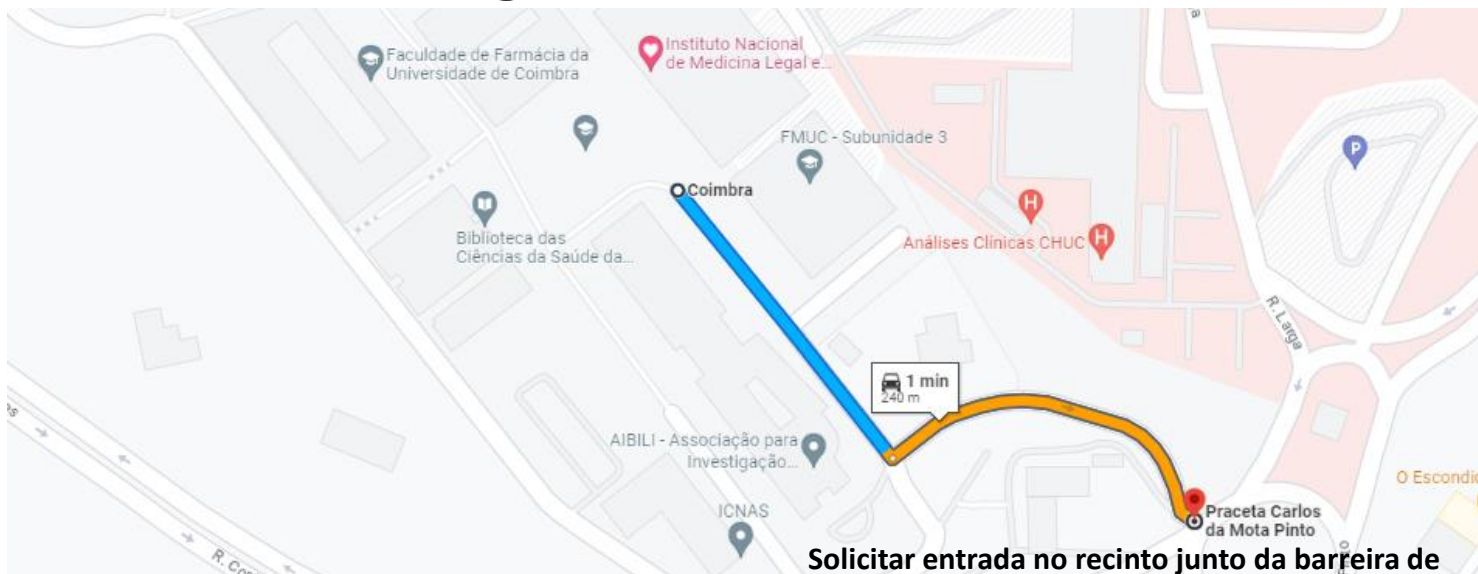 Faculdade de Farmácia da
Universidade de Coimbra
Instituto Nacional
de Medicina Legal e...
FMUC - Subunidade 3
P
Coimbra
H
Biblioteca das
Ciências da Saúde da...
Análises Clínicas CHUC
H
R. Larga
1 min
240 m
AIBILI - Associação para
Investigação...
O Escondi
ICNAS
Praceta Carlos
da Mota Pinto
Solicitar entrada no recinto junto da barreira de